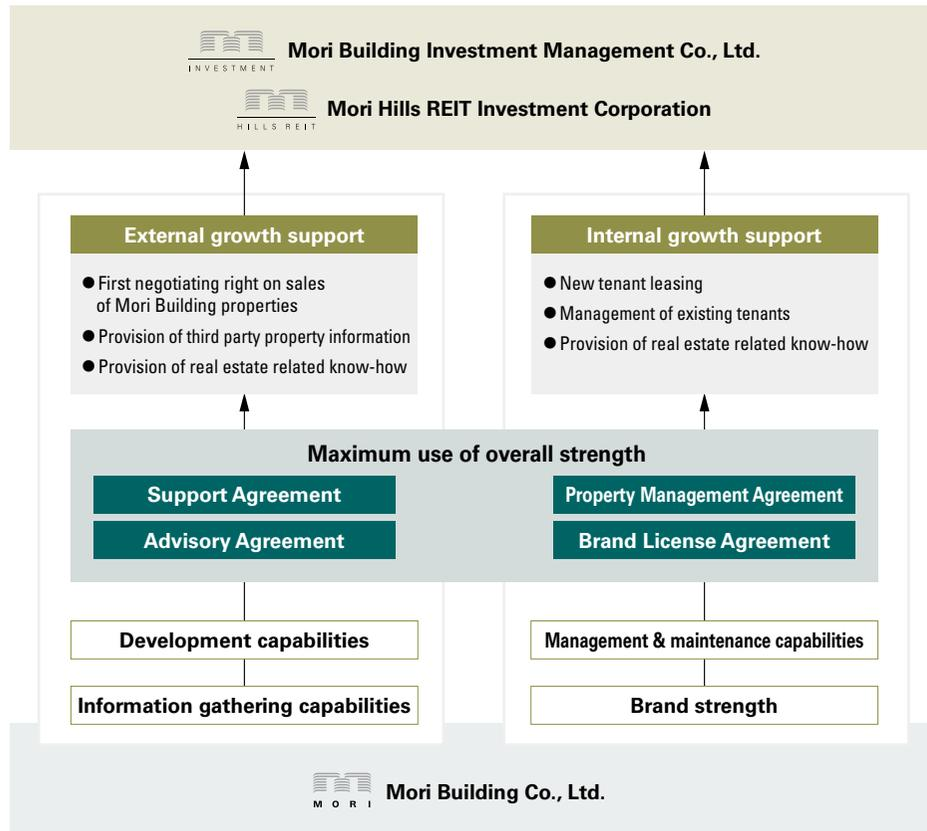 INVESTMENT
Mori Building Investment Management Co., Ltd.
HILLS REIT
Mori Hills REIT Investment Corporation
External growth support
● First negotiating right on sales
of Mori Building properties
● Provision of third party property information
● Provision of real estate related know-how
Internal growth support
● New tenant leasing
● Management of existing tenants
● Provision of real estate related know-how
Maximum use of overall strength
Support Agreement
Advisory Agreement
Property Management Agreement
Brand License Agreement
Development capabilities
Information gathering capabilities
Management & maintenance capabilities
Brand strength
MORI
Mori Building Co., Ltd.